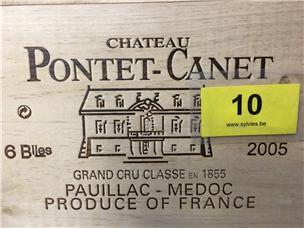 CHATEAU
PONTET-CANET
10
www.sylvies.be
6 Blles
2005
GRAND CRU CLASSÉ EN 1855
PAUILLAC - MEDOC
PRODUCE OF FRANCE